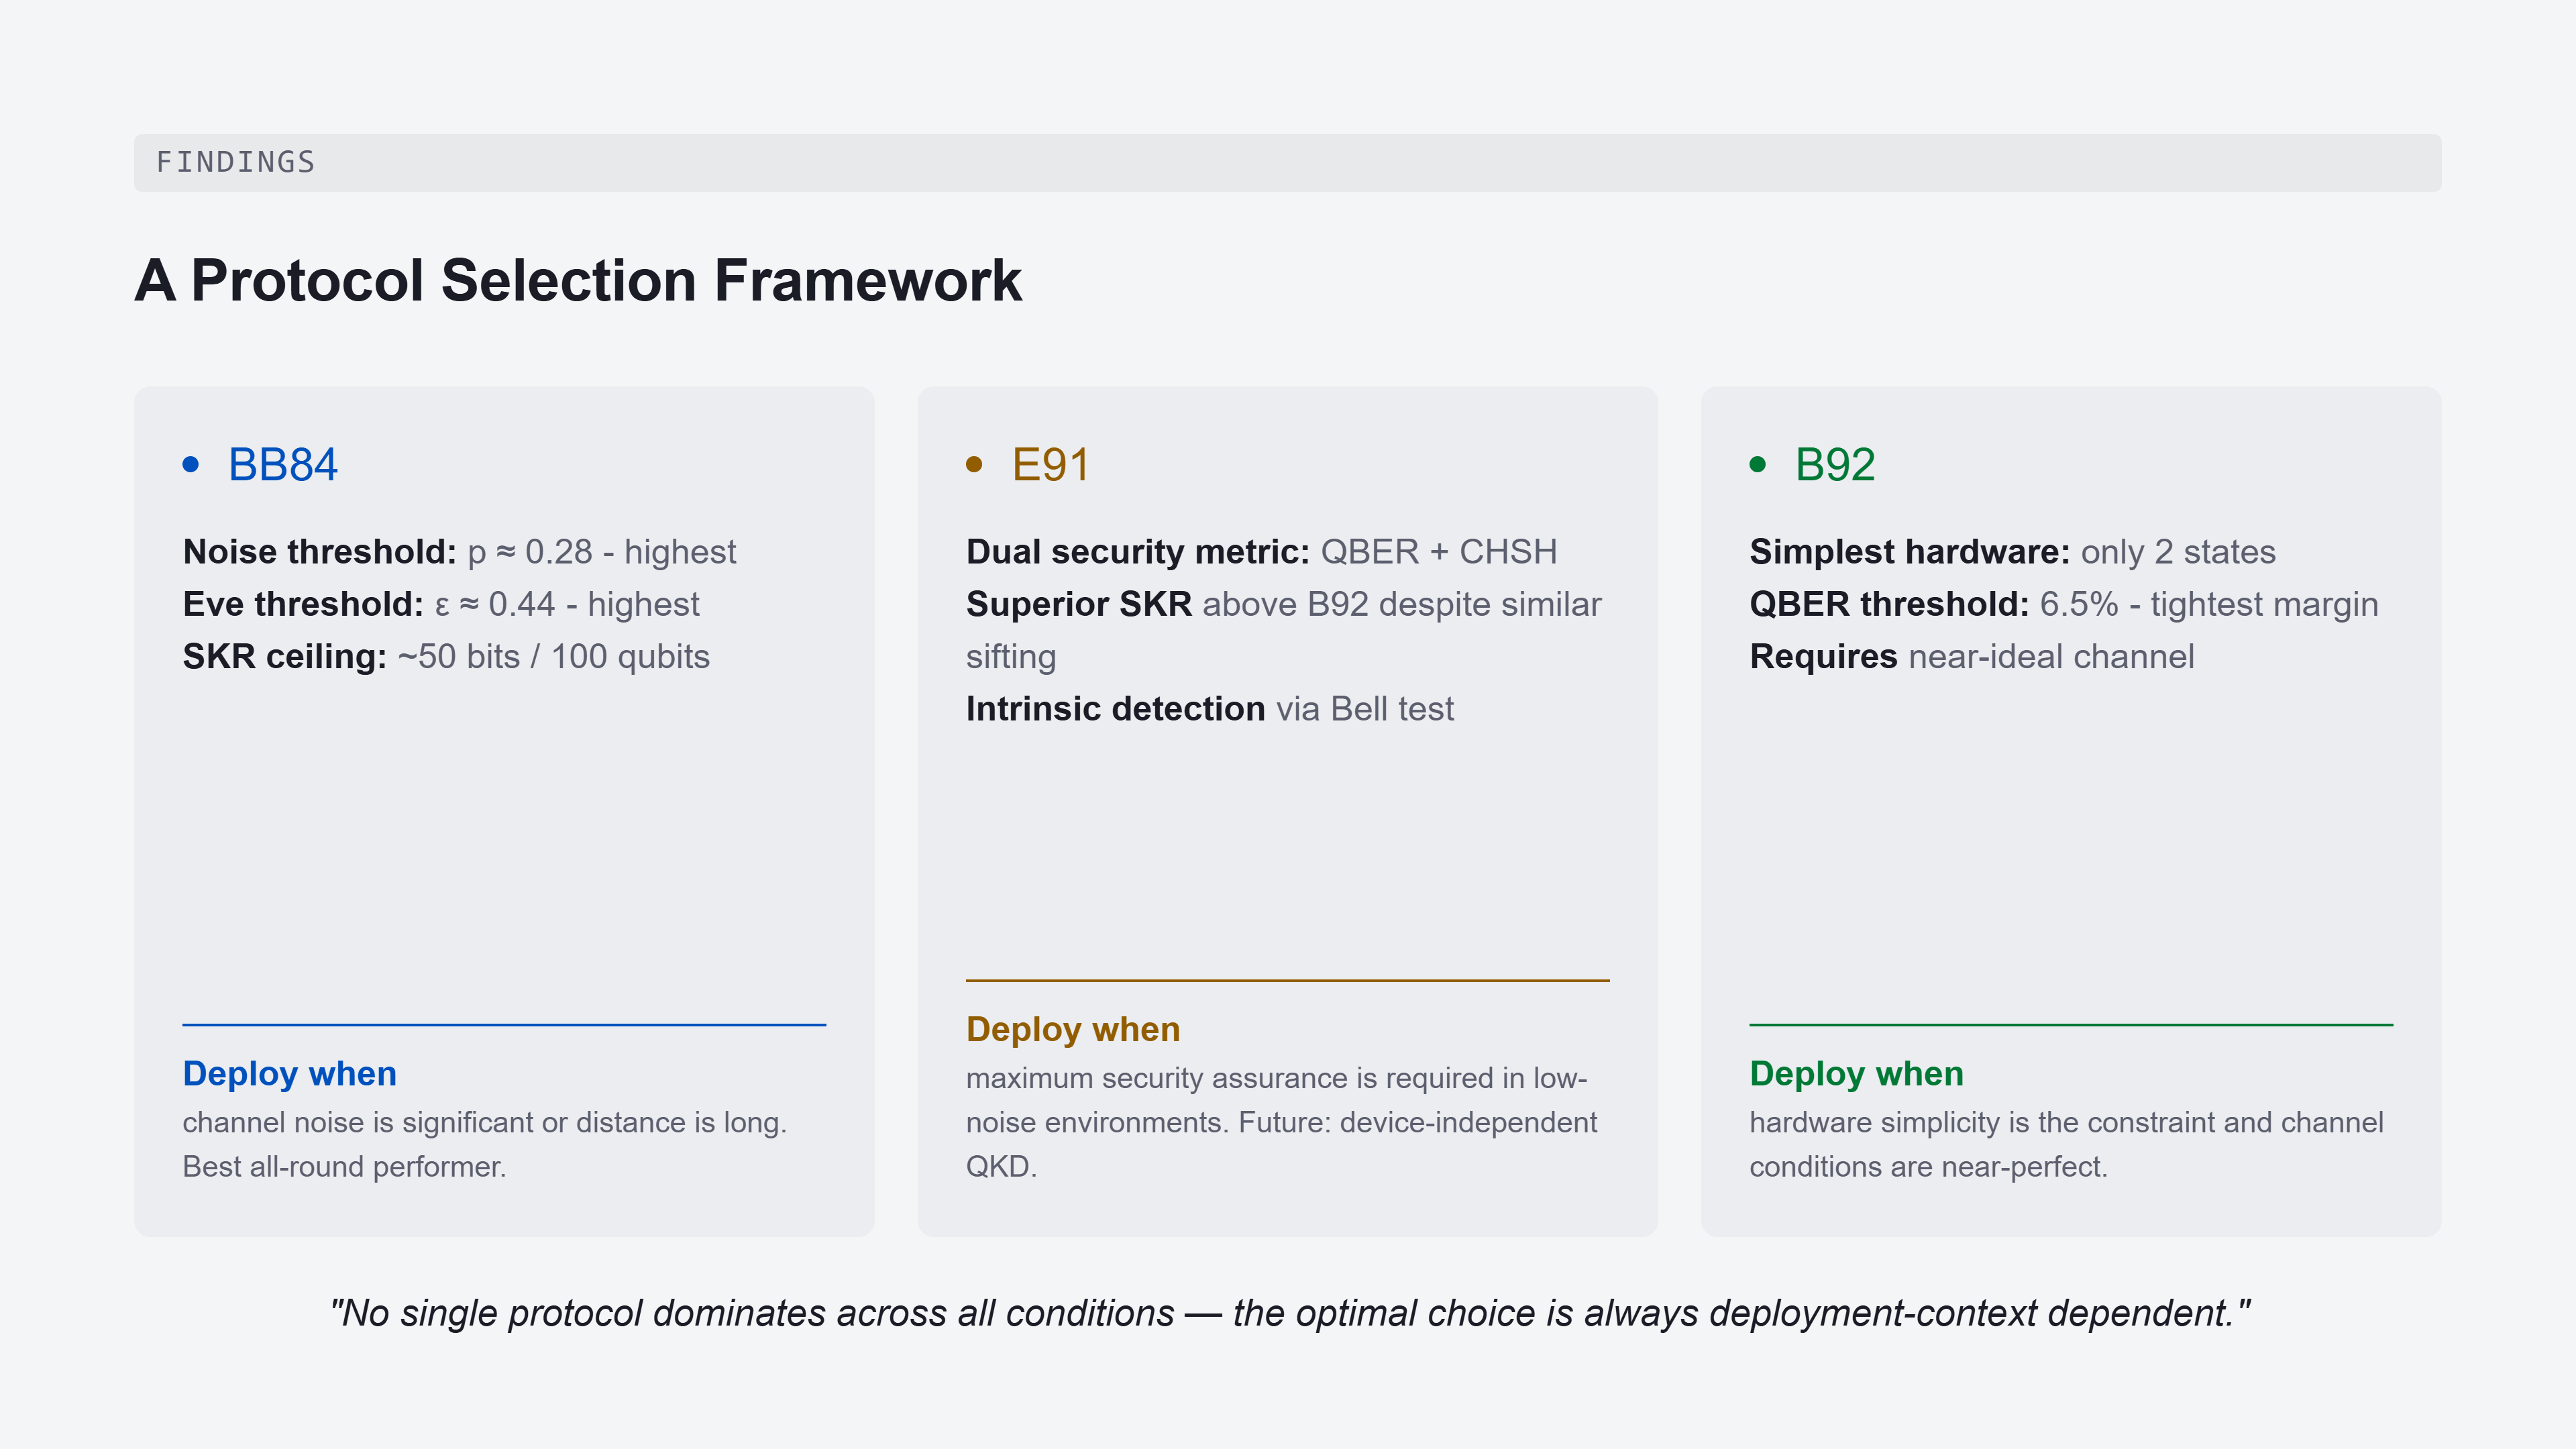 FINDINGS
A Protocol Selection Framework
• BB84
Noise threshold: p ≈ 0.28 - highest
Eve threshold: ε ≈ 0.44 - highest
SKR ceiling: ~50 bits / 100 qubits
Deploy when
channel noise is significant or distance is long.
Best all-round performer.
• E91
Dual security metric: QBER + CHSH
Superior SKR above B92 despite similar
sifting
Intrinsic detection via Bell test
Deploy when
maximum security assurance is required in low-
noise environments. Future: device-independent
QKD.
• B92
Simplest hardware: only 2 states
QBER threshold: 6.5% - tightest margin
Requires near-ideal channel
Deploy when
hardware simplicity is the constraint and channel
conditions are near-perfect.
"No single protocol dominates across all conditions — the optimal choice is always deployment-context dependent."